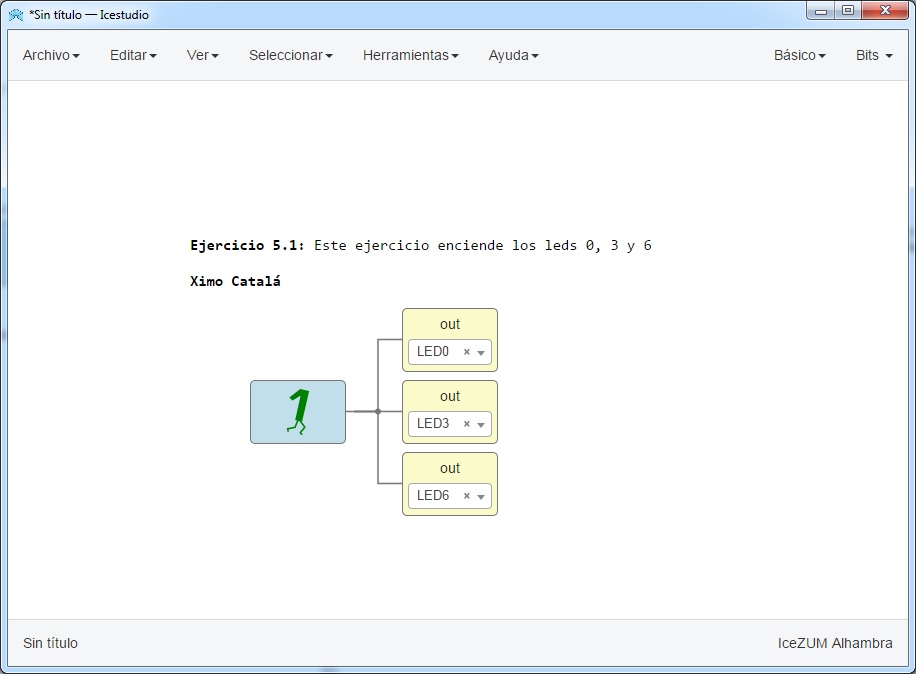 *Sin título — Icestudio
Archivo Editar Ver Seleccionar Herramientas Ayuda Básico Bits
Ejercicio 5.1: Este ejercicio enciende los leds 0, 3 y 6
Ximo Catalá
out
LED0 ×
1
out
LED3 ×
out
LED6 ×
Sin título IceZUM Alhambra